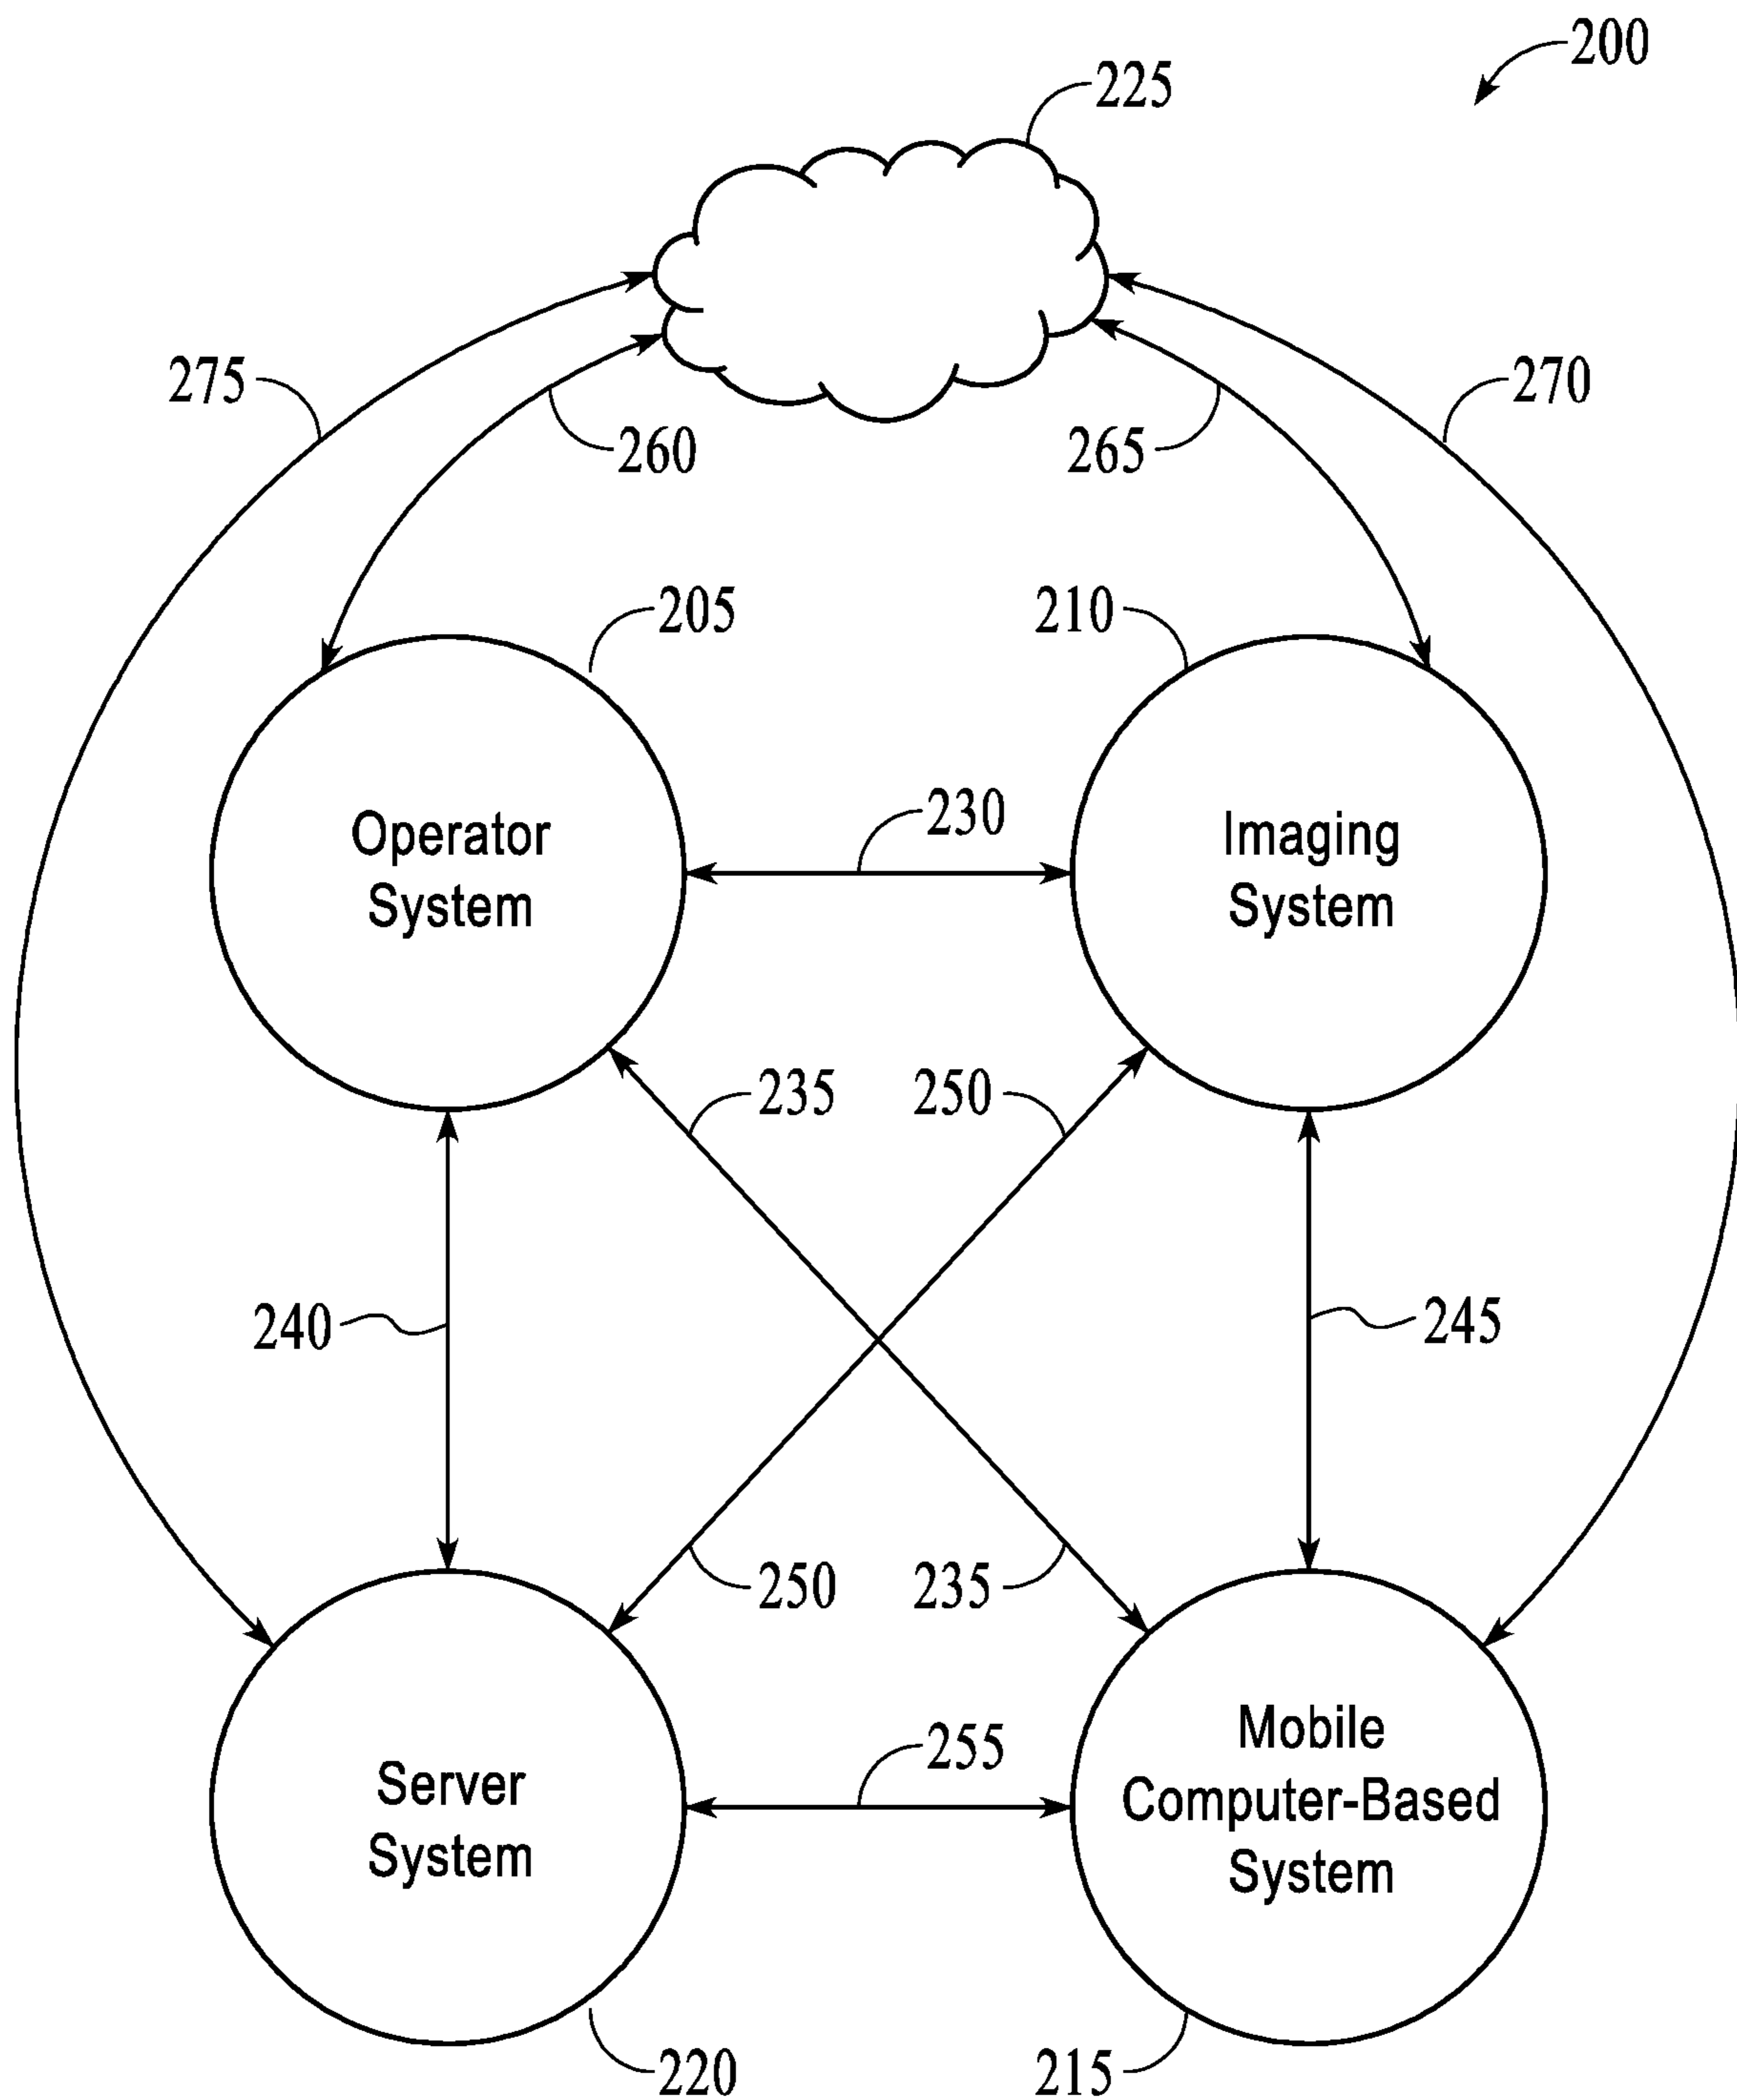 200
225
275
270
260
265
205
210
230
Operator
System
Imaging
System
235
250
240
245
250
235
255
Server
System
Mobile
Computer-Based
System
220
215